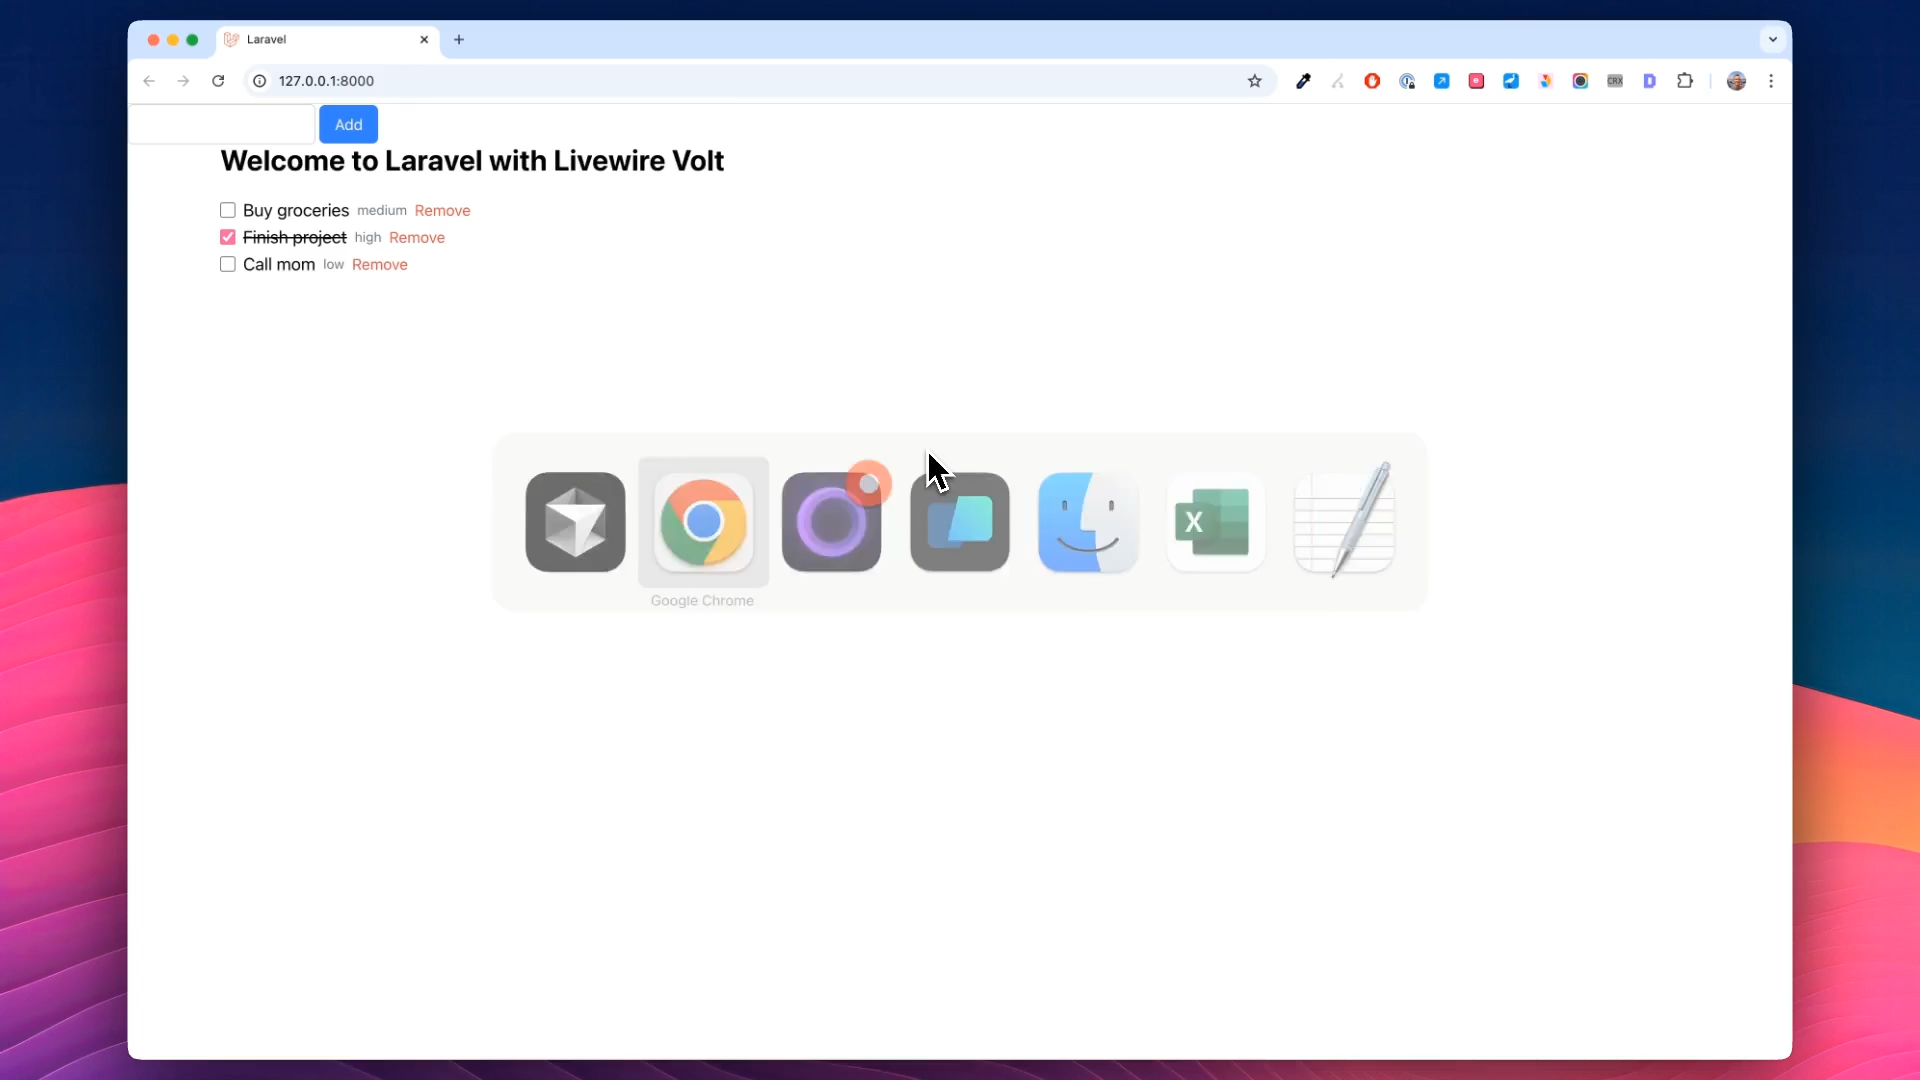 Laravel
127.0.0.1:8000
CRX
Add
Welcome to Laravel with Livewire Volt
Buy groceries medium Remove
Finish project high Remove
Call mom low Remove
X
Google Chrome